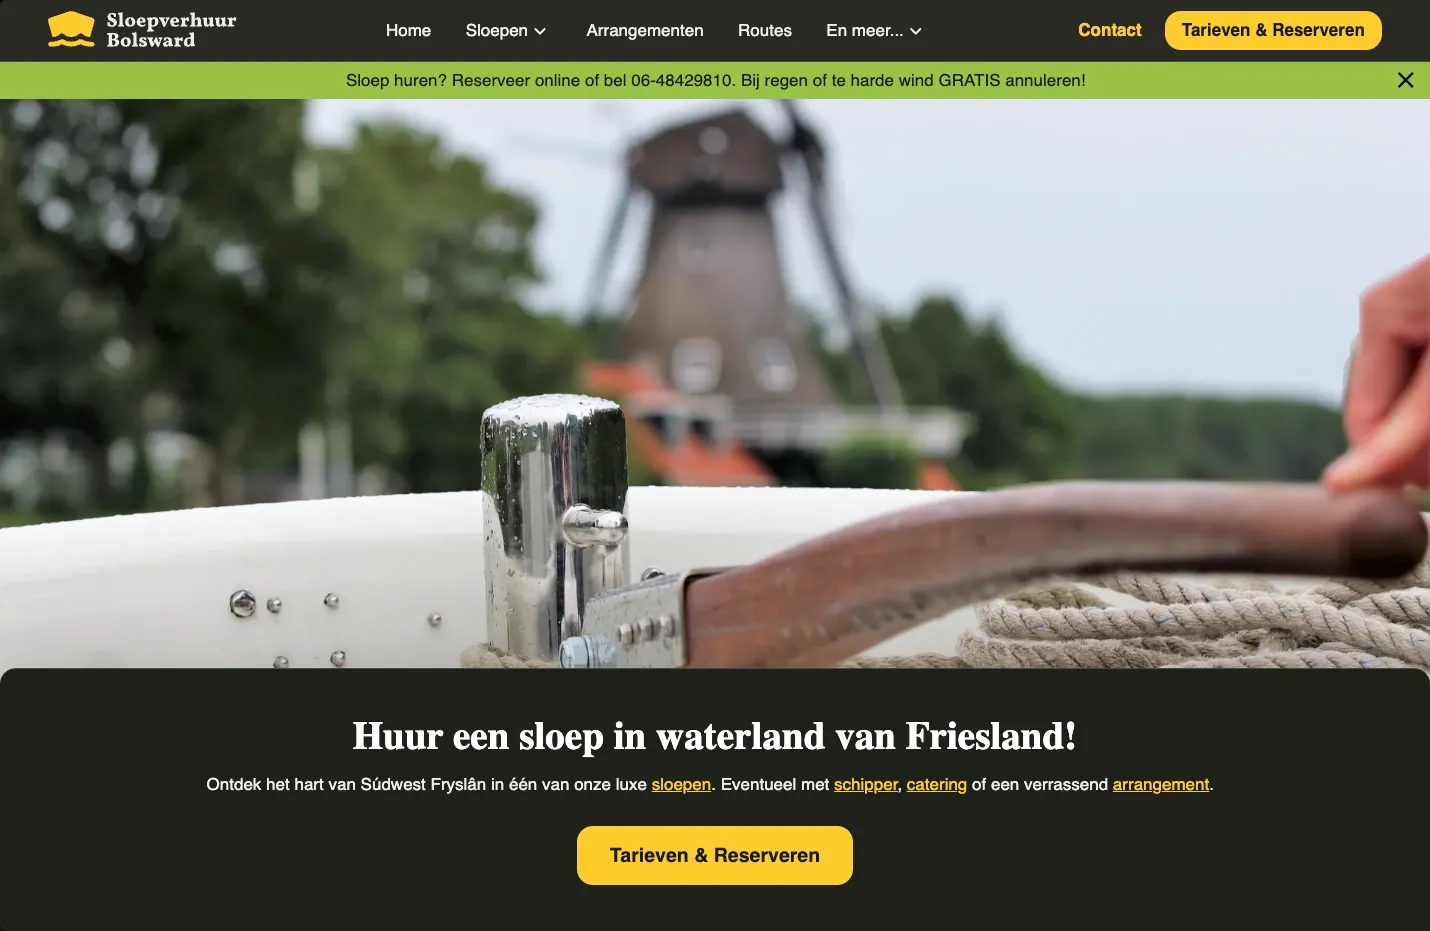 Sloepverhuur
Bolsward
Home
Sloepen
Arrangementen
Routes
En meer...
Contact
Tarieven & Reserveren
Sloep huren? Reserveer online of bel 06-48429810. Bij regen of te harde wind GRATIS annuleren!
Huur een sloep in waterland van Friesland!
Ontdek het hart van Súdwest Fryslân in één van onze luxe sloepen. Eventueel met schipper, catering of een verrassend arrangement.
Tarieven & Reserveren